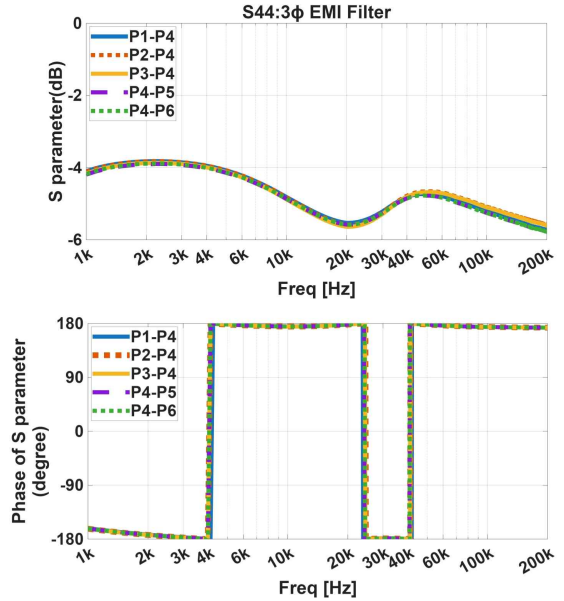 S44:3ϕ EMI Filter
0
P1-P4
P2-P4
P3-P4
P4-P5
P4-P6
-2
-4
-6
S parameter(dB)
1k 2k 3k 4k 6k 10k 20k 30k 40k 60k 100k 200k
Freq [Hz]
180
P1-P4
P2-P4
P3-P4
P4-P5
P4-P6
90
0
-90
-180
Phase of S parameter
(degree)
1k 2k 3k 4k 6k 10k 20k 30k 40k 60k 100k 200k
Freq [Hz]